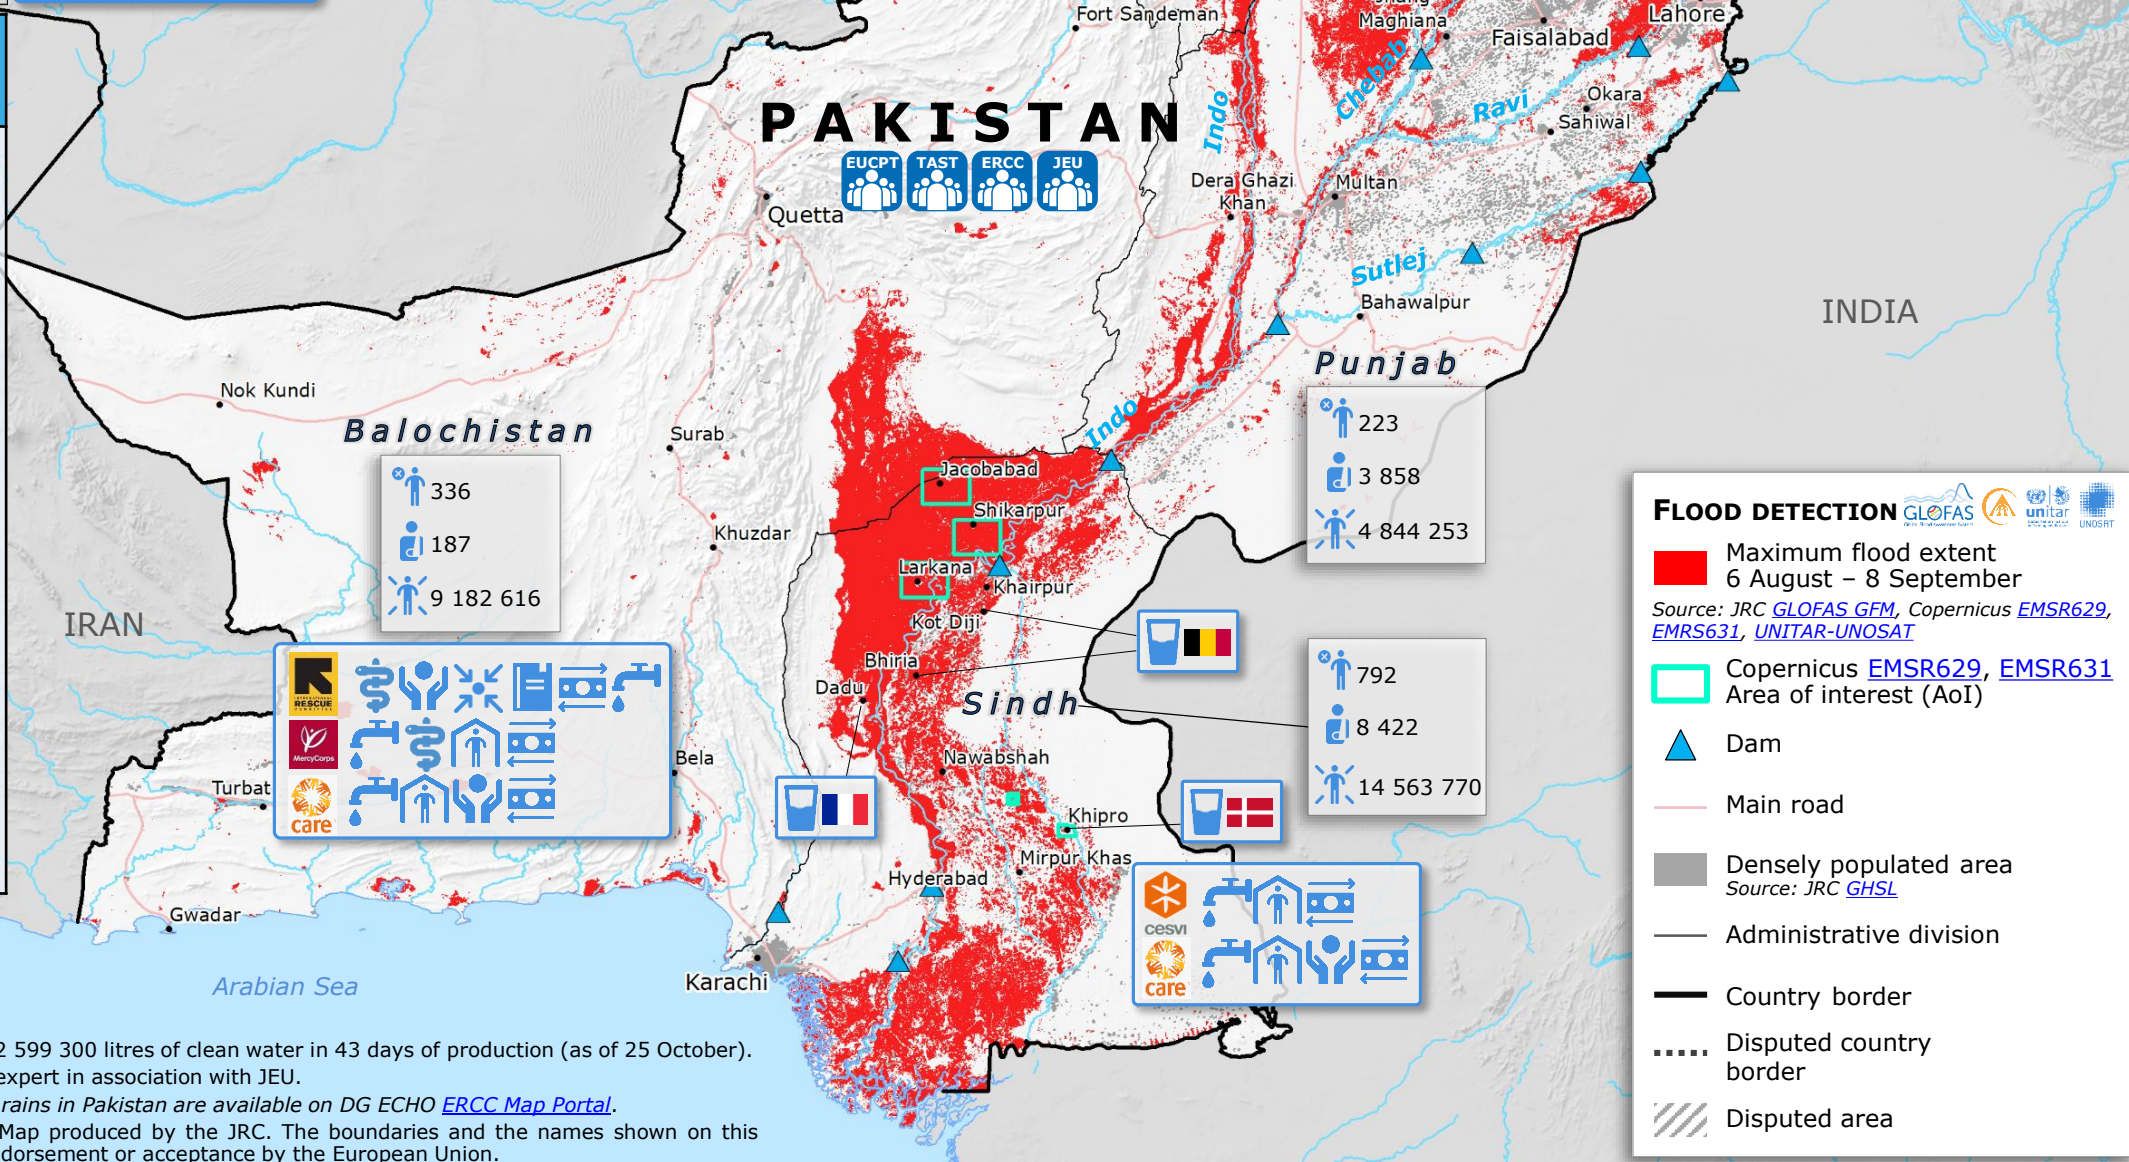 Fort Sandeman
Maghiana
Faisalabad
Lahore
Chebab
Indo
Ravi
Okara
Sahiwal
PAKISTAN
EUCPT TAST ERCC JEU
Dera Ghazi
Khan
Multan
Quetta
Sutlej
Bahawalpur
INDIA
Punjab
223
3 858
4 844 253
Nok Kundi
Balochistan
336
187
9 182 616
Surab
Indo
Jacobabad
Shikarpur
Khuzdar
Larkana
Khairpur
Kot Diji
IRAN
Bhiria
Dadu
Sindh
792
8 422
14 563 770
INTERNATIONAL
RESCUE
COMMITTEE
MercyCorps
care
Bela
Nawabshah
Turbat
Khipro
Mirpur Khas
Hyderabad
Gwadar
cesvi
care
Karachi
Arabian Sea
FLOOD DETECTION GLOFAS unitar UNOSAT
Maximum flood extent
6 August – 8 September
Source: JRC GLOFAS GFM, Copernicus EMSR629,
EMRS631, UNITAR-UNOSAT
Copernicus EMSR629, EMSR631
Area of interest (AoI)
Dam
Main road
Densely populated area
Source: JRC GHSL
Administrative division
Country border
Disputed country
border
Disputed area
2 599 300 litres of clean water in 43 days of production (as of 25 October).
expert in association with JEU.
rains in Pakistan are available on DG ECHO ERCC Map Portal.
Map produced by the JRC. The boundaries and the names shown on this
dorsement or acceptance by the European Union.